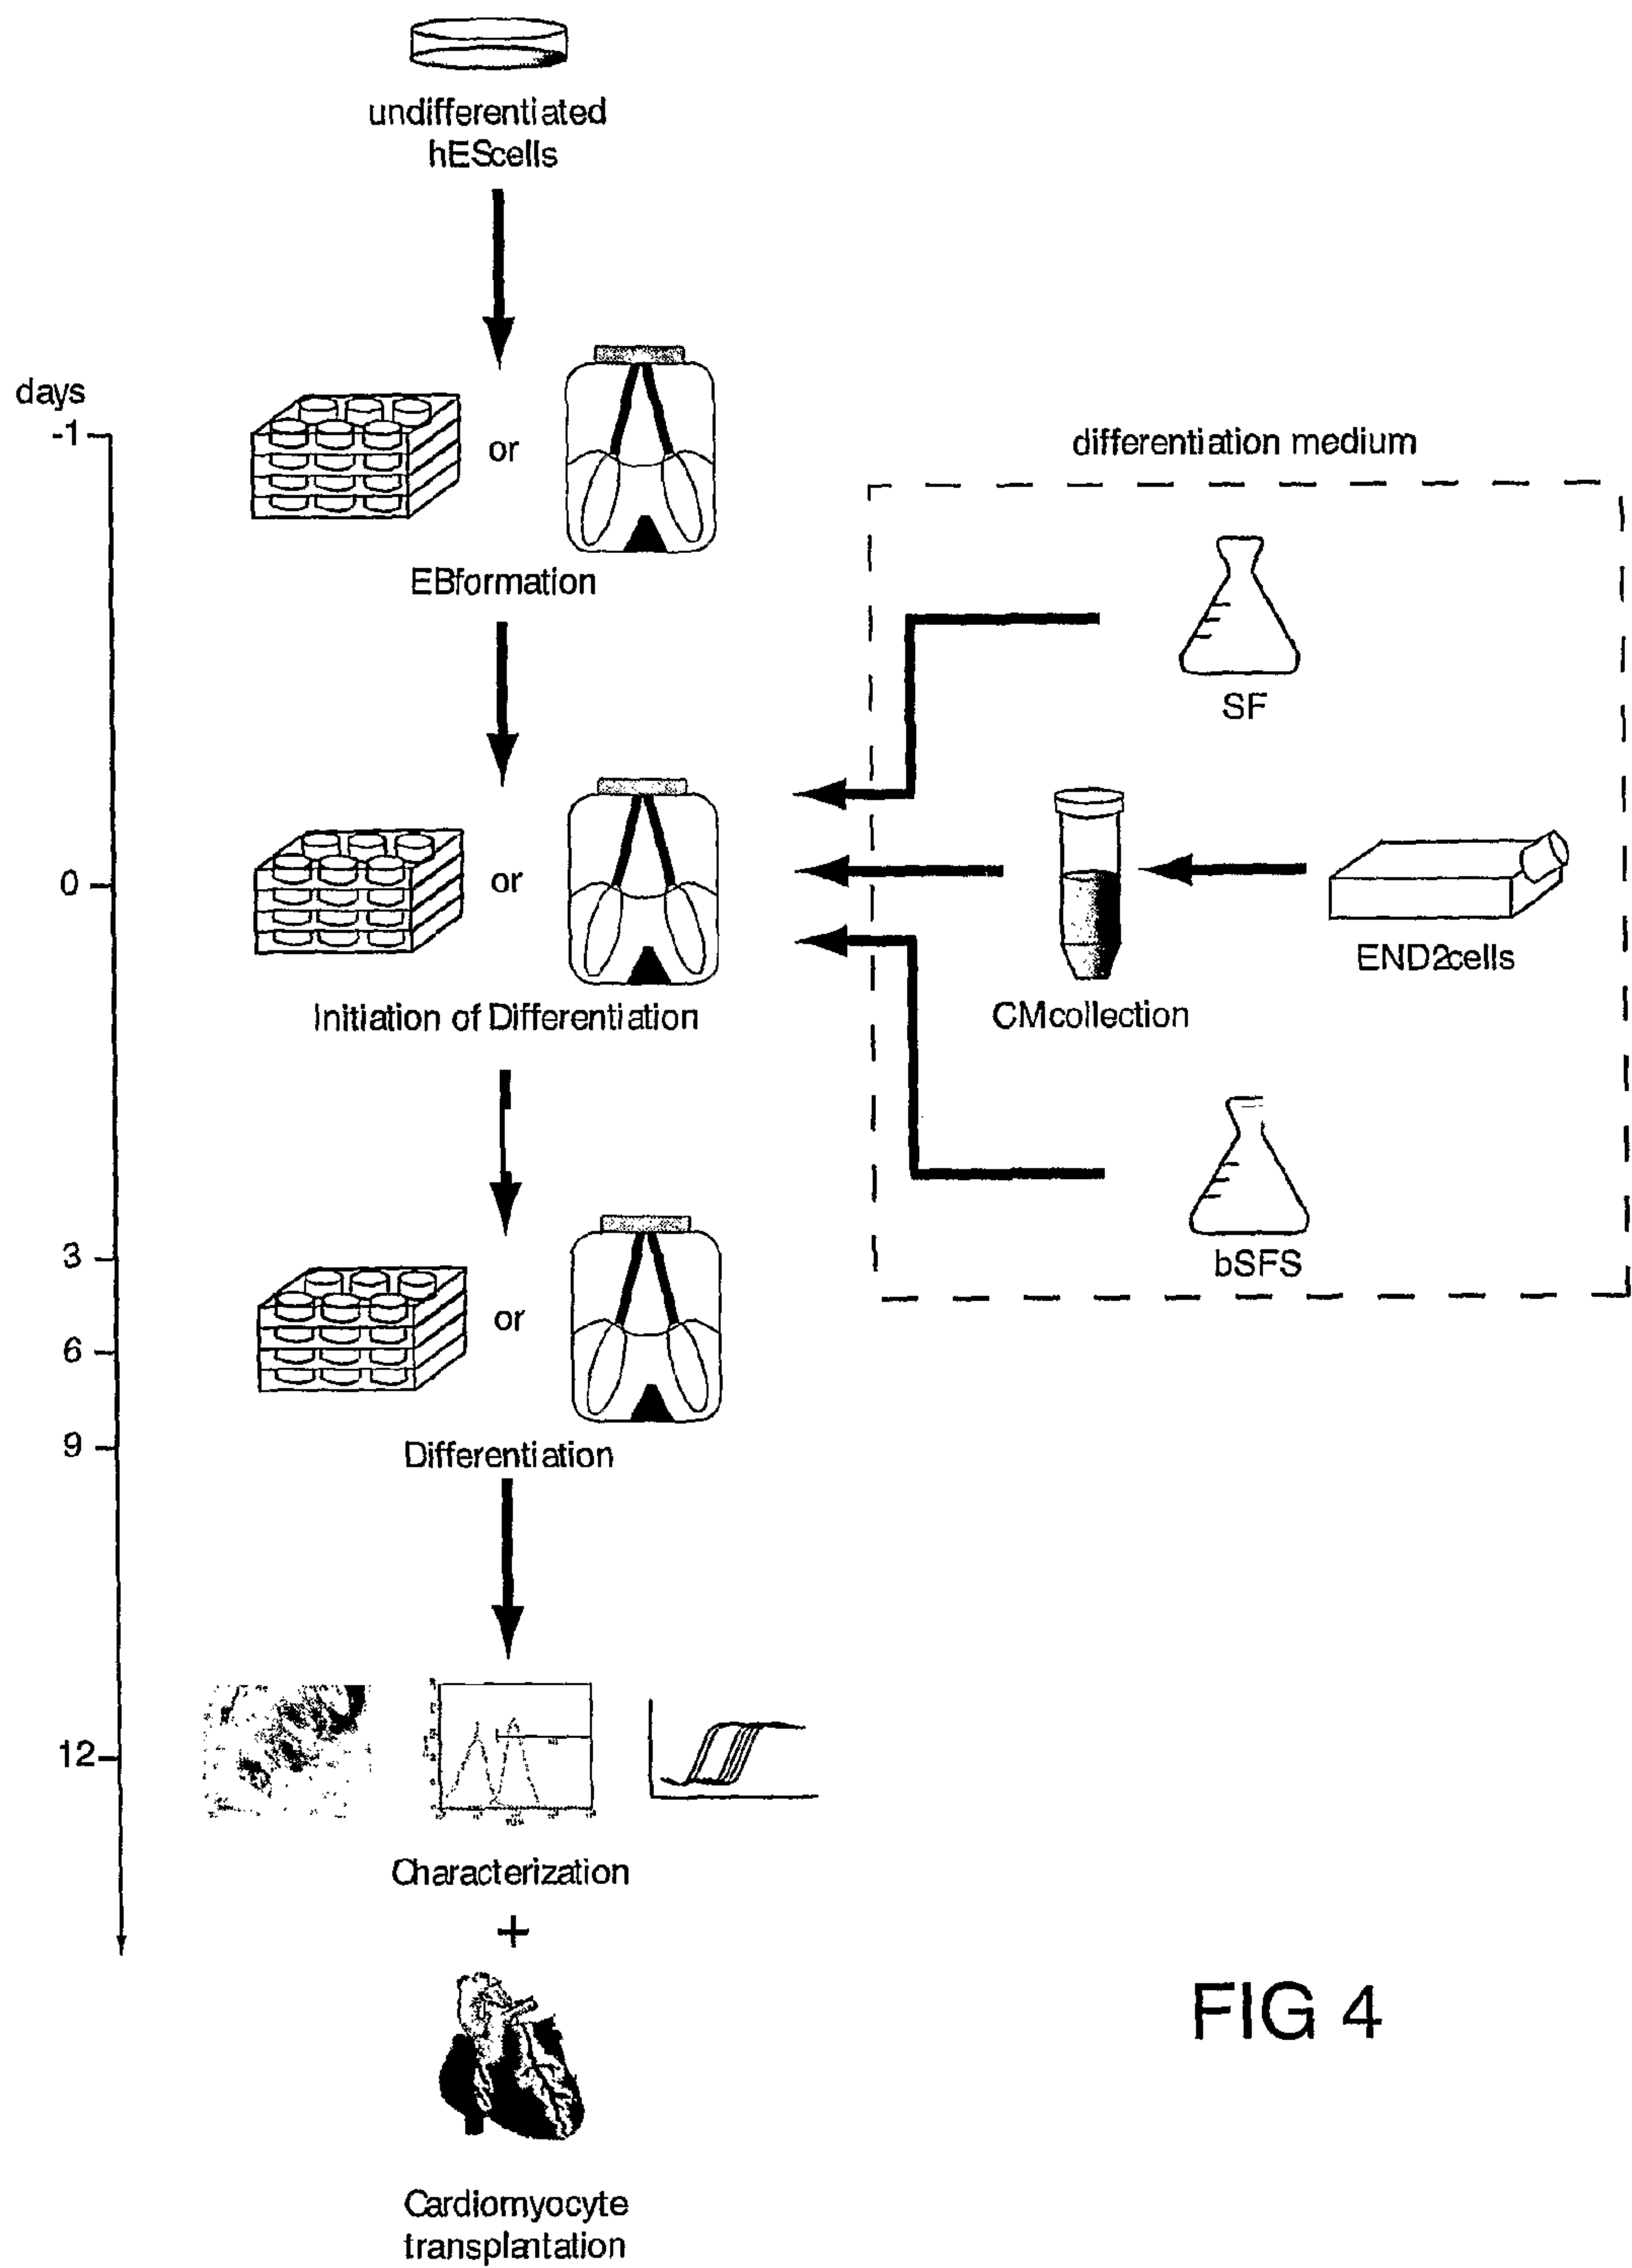 undifferentiated
hEScells
days
-1
or
EBformation
differentiation medium
SF
0
or
Initiation of Differentiation
CMcollection
END2cells
bSFS
3
6
9
or
Differentiation
12
Characterization
+
Cardiomyocyte
transplantation
FIG 4